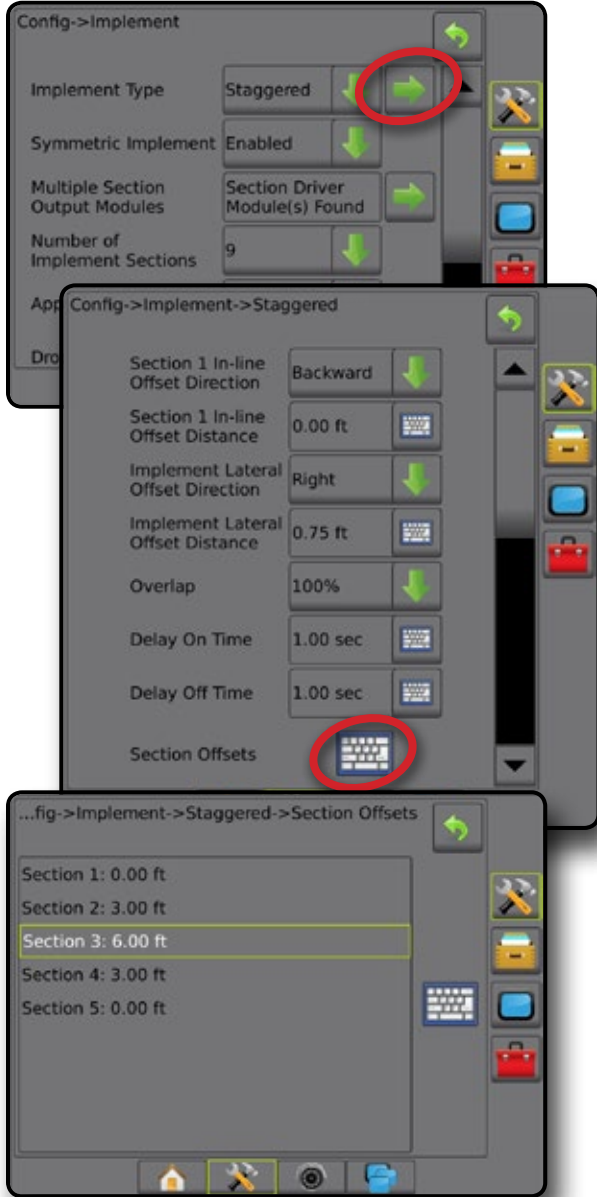 Config->Implement
Implement Type Staggered
Symmetric Implement Enabled
Multiple Section Section Driver
Output Modules Module(s) Found
Number of
Implement Sections 9
App
Dro
Config->Implement->Staggered
Section 1 In-line
Offset Direction Backward
Section 1 In-line
Offset Distance 0.00 ft
Implement Lateral
Offset Direction Right
Implement Lateral
Offset Distance 0.75 ft
Overlap 100%
Delay On Time 1.00 sec
Delay Off Time 1.00 sec
Section Offsets
...fig->Implement->Staggered->Section Offsets
Section 1: 0.00 ft
Section 2: 3.00 ft
Section 3: 6.00 ft
Section 4: 3.00 ft
Section 5: 0.00 ft